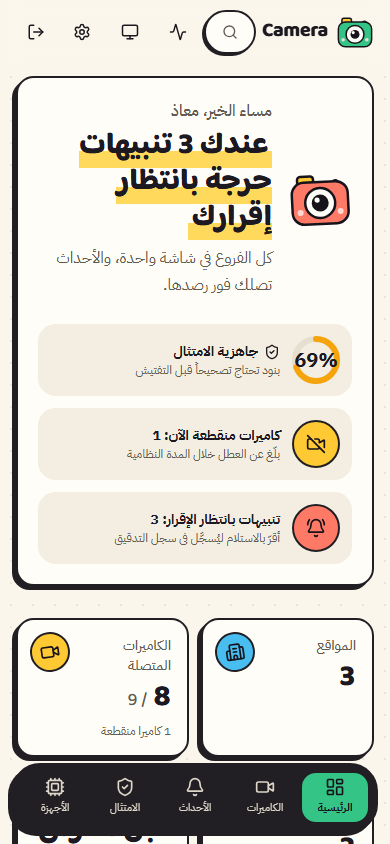 Camera
مساء الخير، معاذ
عندك 3 تنبيهات
حرجة بانتظار
إقرارك
كل الفروع في شاشة واحدة، والأحداث
تصلك فور رصدها.
69%
جاهزية الامتثال
بنود تحتاج تصحيحاً قبل التفتيش
كاميرات منقطعة الآن: 1
بلّغ عن العطل خلال المدة النظامية
تنبيهات بانتظار الإقرار: 3
أقرّ بالاستلام ليُسجَّل في سجل التدقيق
المواقع
3
الكاميرات
المتصلة
8 / 9
1 كاميرا منقطعة
الرئيسية
الكاميرات
الأحداث
الامتثال
الأجهزة